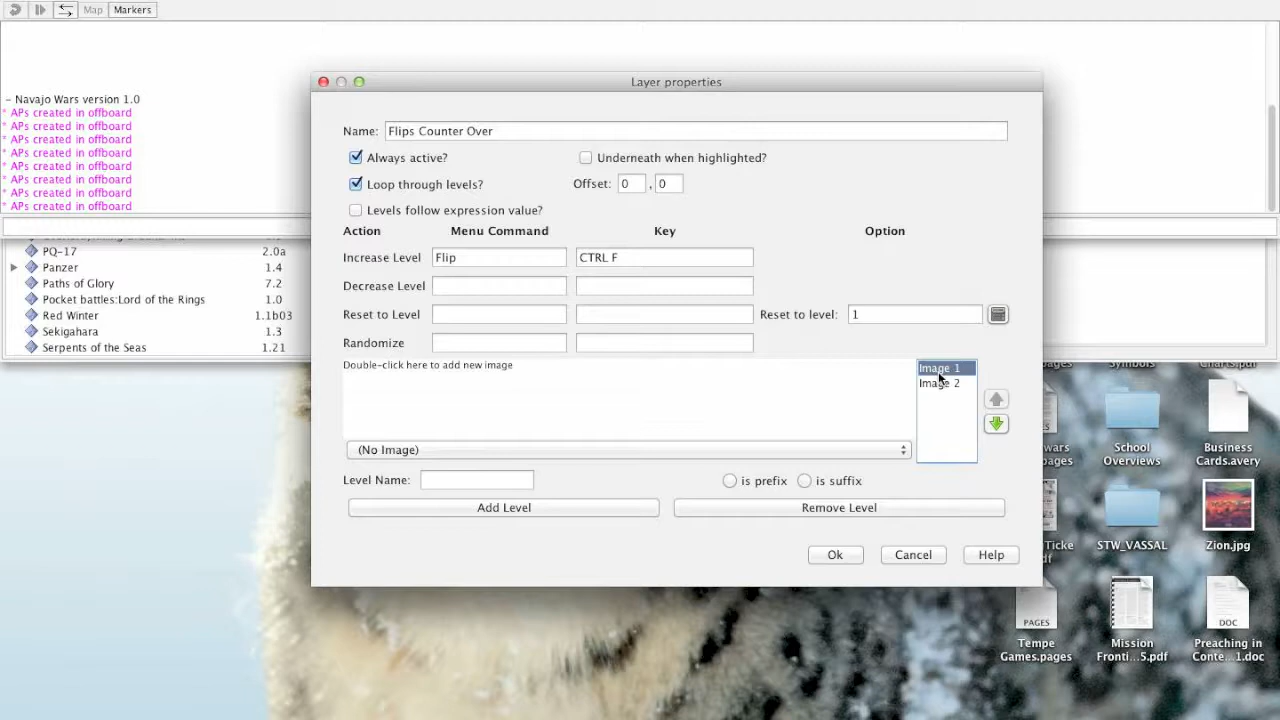 Map
Markers
– Navajo Wars version 1.0
* APs created in offboard
* APs created in offboard
* APs created in offboard
* APs created in offboard
* APs created in offboard
* APs created in offboard
* APs created in offboard
* APs created in offboard
PQ-17 2.0a
Panzer 1.4
Paths of Glory 7.2
Pocket battles:Lord of the Rings 1.0
Red Winter 1.1b03
Sekigahara 1.3
Serpents of the Seas 1.21
Layer properties
Name: Flips Counter Over
Always active? Underneath when highlighted?
Loop through levels? Offset: 0 , 0
Levels follow expression value?
Action Menu Command Key Option
Increase Level Flip CTRL F
Decrease Level
Reset to Level Reset to level: 1
Randomize
Double-click here to add new image
Image 1
Image 2
(No Image)
Level Name: is prefix is suffix
Add Level Remove Level
Ok Cancel Help
School
Overviews
Business
Cards.avery
STW_VASSAL
Zion.jpg
PAGES
Tempe
Games.pages
Mission
Fronti...5.pdf
DOC
Preaching in
Conte...1.doc